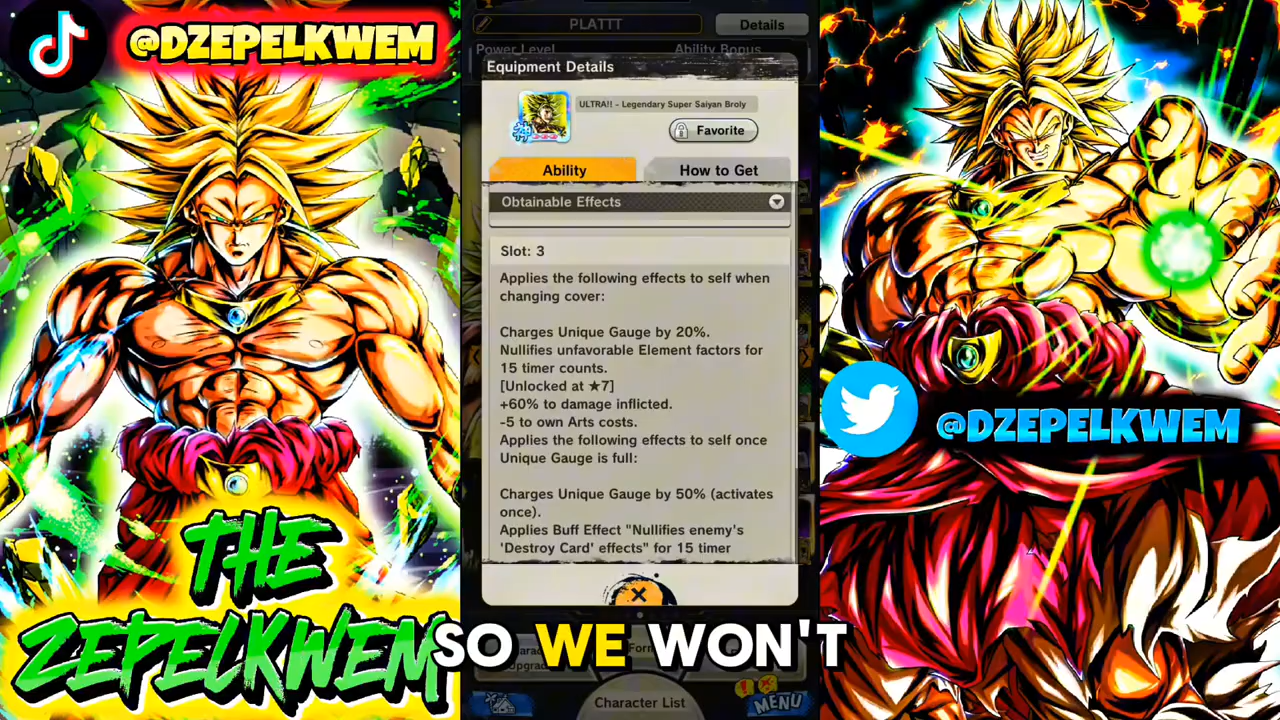 @DZEPELKWEM
PLATTT
Details
Power Level
Ability Bonus
Equipment Details
ULTRA!! - Legendary Super Saiyan Broly
Favorite
Ability
How to Get
Obtainable Effects
Slot: 3
Applies the following effects to self when
changing cover:
Charges Unique Gauge by 20%.
Nullifies unfavorable Element factors for
15 timer counts.
[Unlocked at ★7]
+60% to damage inflicted.
-5 to own Arts costs.
Applies the following effects to self once
Unique Gauge is full:
Charges Unique Gauge by 50% (activates
once).
Applies Buff Effect "Nullifies enemy's
'Destroy Card' effects" for 15 timer
@DZEPELKWEM
THE
ZEPELKWEM
SO WE WON'T
Character List
MENU